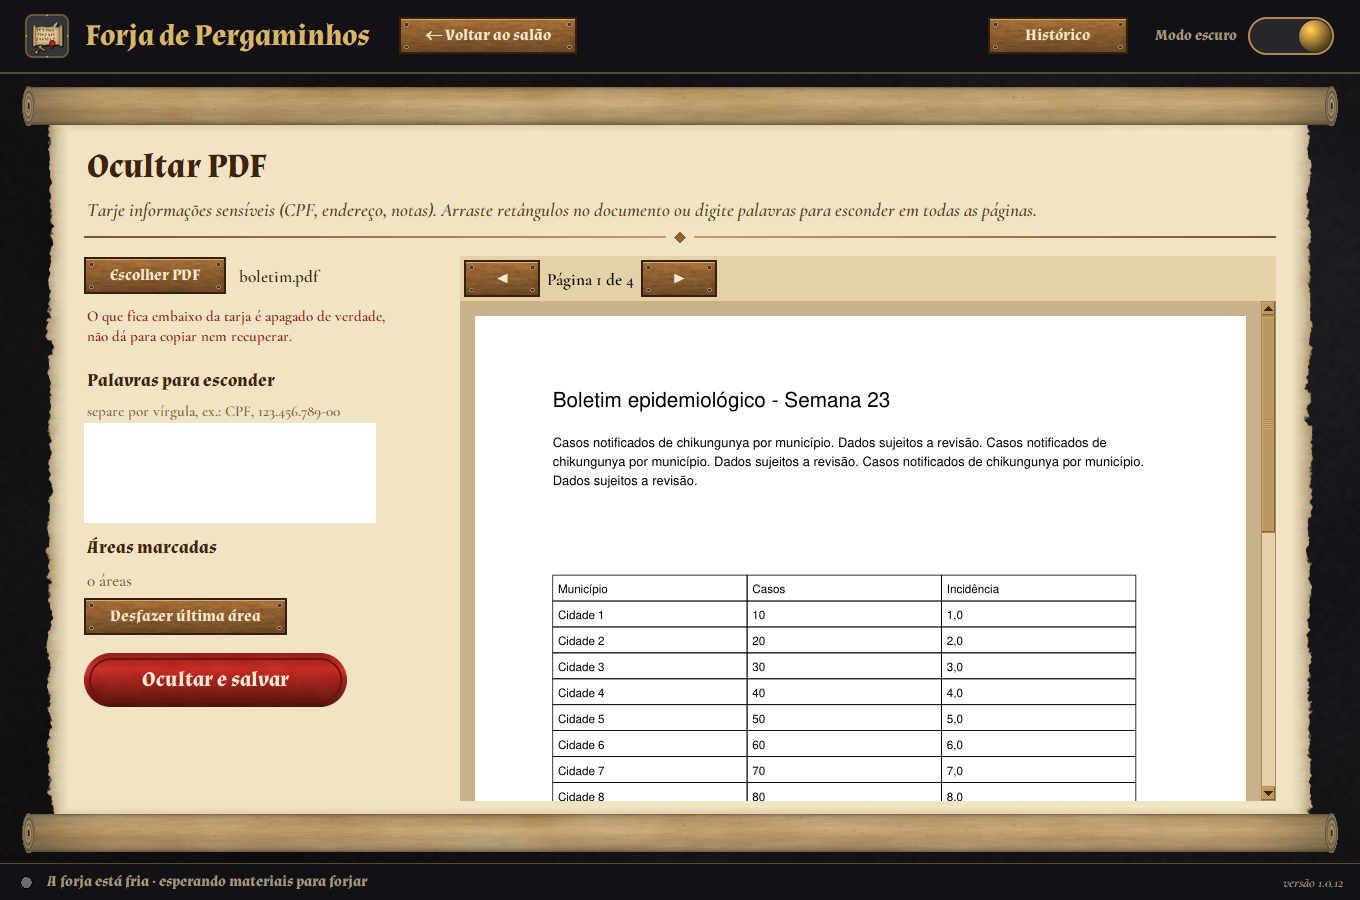 Forja de Pergaminhos
← Voltar ao salão
Histórico
Modo escuro
Ocultar PDF
Tarje informações sensíveis (CPF, endereço, notas). Arraste retângulos no documento ou digite palavras para esconder em todas as páginas.
Escolher PDF
boletim.pdf
O que fica embaixo da tarja é apagado de verdade,
não dá para copiar nem recuperar.
Palavras para esconder
separe por vírgula, ex.: CPF, 123.456.789-00
Áreas marcadas
0 áreas
Desfazer última área
Ocultar e salvar
◄ Página 1 de 4 ►
Boletim epidemiológico - Semana 23
Casos notificados de chikungunya por município. Dados sujeitos a revisão. Casos notificados de
chikungunya por município. Dados sujeitos a revisão. Casos notificados de chikungunya por município.
Dados sujeitos a revisão.
Município Casos Incidência
Cidade 1 10 1,0
Cidade 2 20 2,0
Cidade 3 30 3,0
Cidade 4 40 4,0
Cidade 5 50 5,0
Cidade 6 60 6,0
Cidade 7 70 7,0
Cidade 8 80 8,0
A forja está fria · esperando materiais para forjar
versão 1.0.12